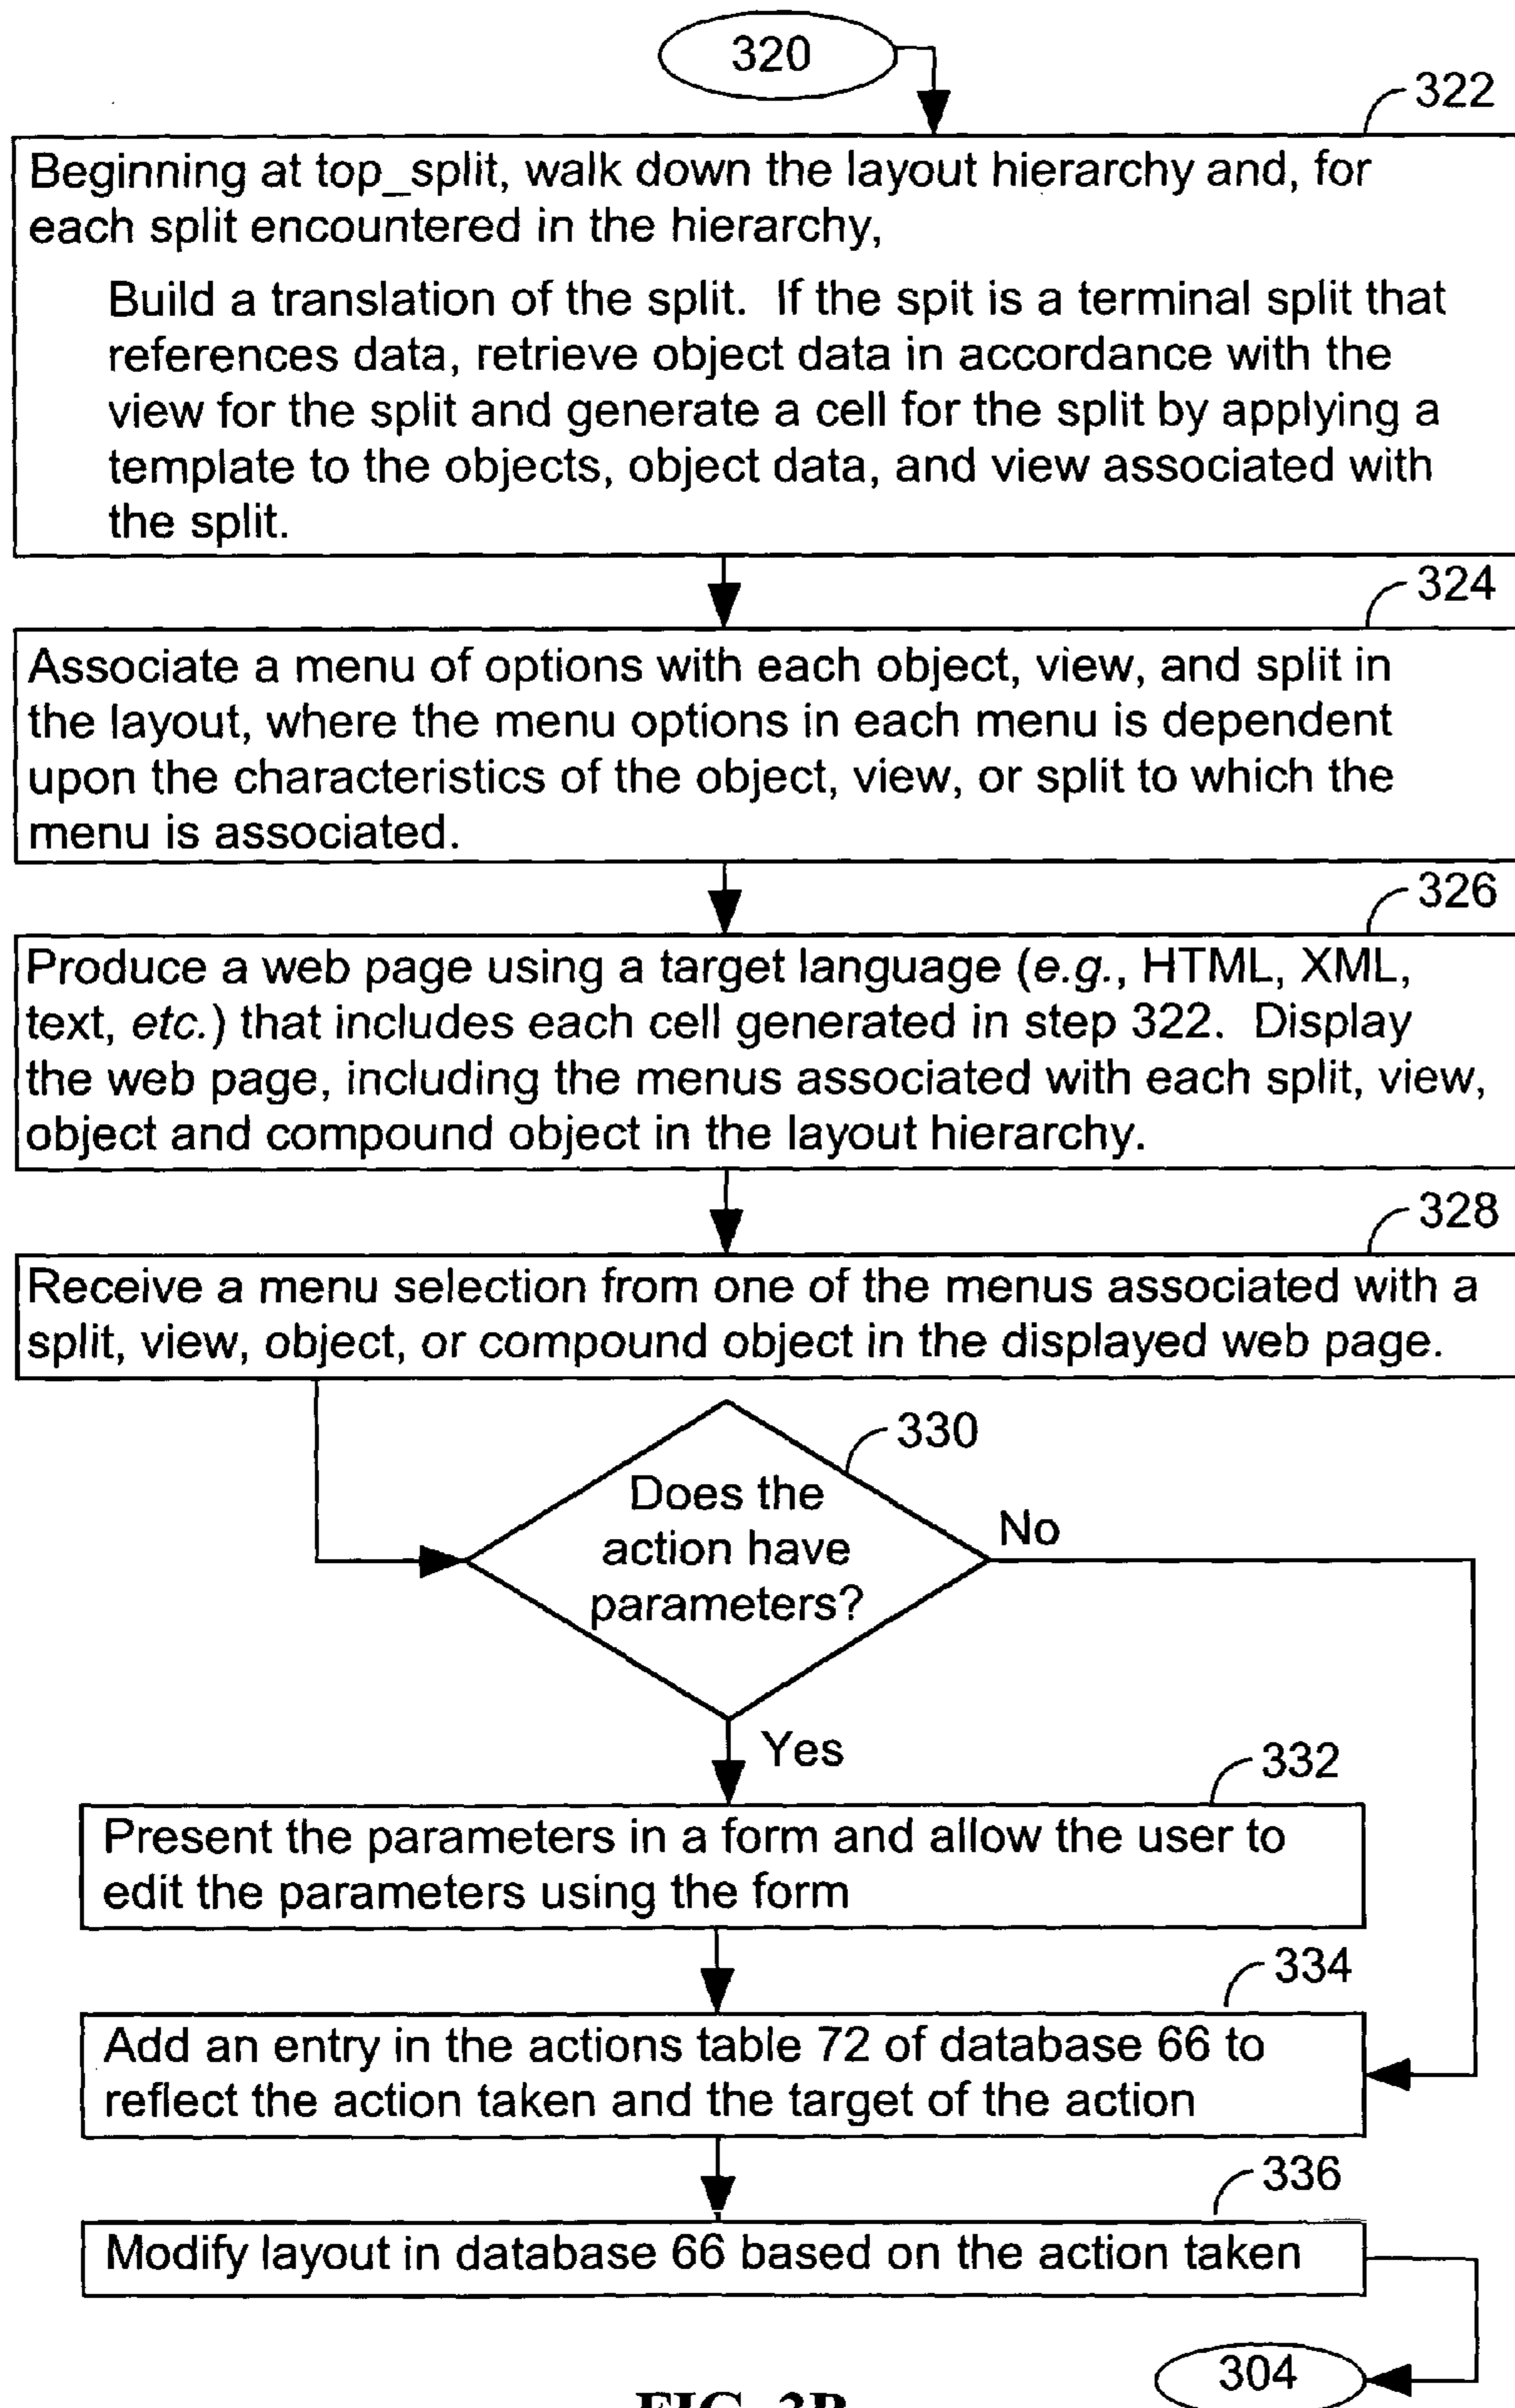 320
322
Beginning at top_split, walk down the layout hierarchy and, for
each split encountered in the hierarchy,
Build a translation of the split.  If the spit is a terminal split that
references data, retrieve object data in accordance with the
view for the split and generate a cell for the split by applying a
template to the objects, object data, and view associated with
the split.
324
Associate a menu of options with each object, view, and split in
the layout, where the menu options in each menu is dependent
upon the characteristics of the object, view, or split to which the
menu is associated.
326
Produce a web page using a target language (e.g., HTML, XML,
text, etc.) that includes each cell generated in step 322.  Display
the web page, including the menus associated with each split, view,
object and compound object in the layout hierarchy.
328
Receive a menu selection from one of the menus associated with a
split, view, object, or compound object in the displayed web page.
330
Does the
action have
parameters?
No
Yes
332
Present the parameters in a form and allow the user to
edit the parameters using the form
334
Add an entry in the actions table 72 of database 66 to
reflect the action taken and the target of the action
336
Modify layout in database 66 based on the action taken
304
FIG. 3B